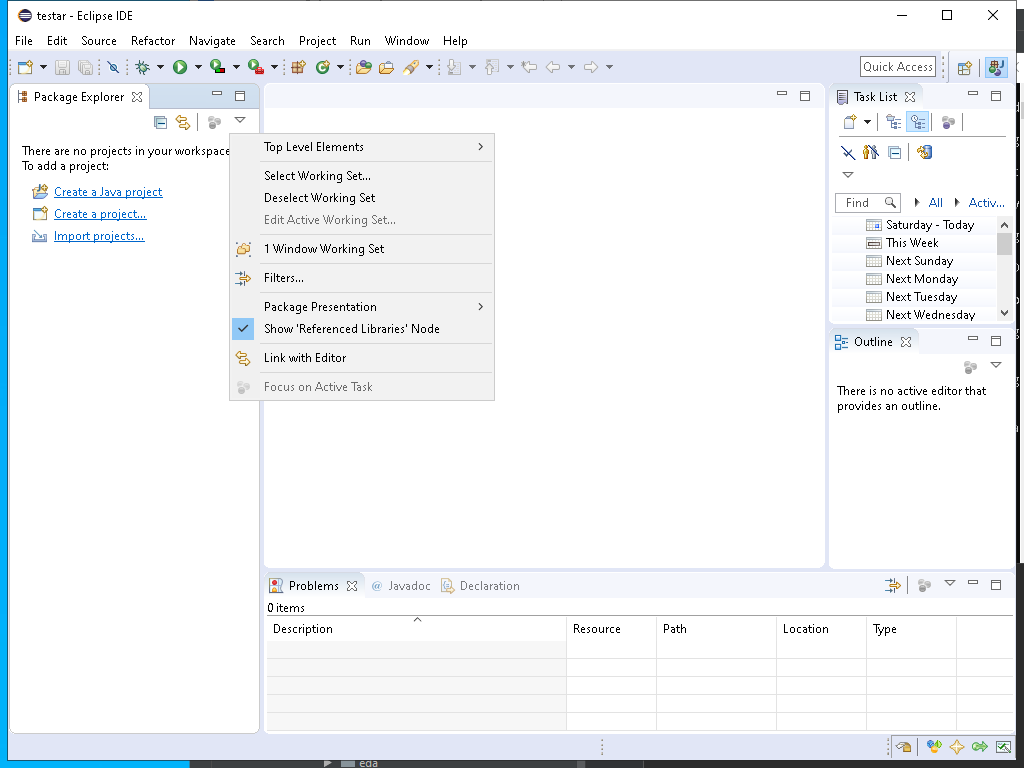 testar - Eclipse IDE
File Edit Source Refactor Navigate Search Project Run Window Help
Quick Access
Package Explorer
There are no projects in your workspace
To add a project:
Create a Java project
Create a project...
Import projects...
Top Level Elements
Select Working Set...
Deselect Working Set
Edit Active Working Set...
1 Window Working Set
Filters...
Package Presentation
Show 'Referenced Libraries' Node
Link with Editor
Focus on Active Task
Task List
Find All Activ...
Saturday - Today
This Week
Next Sunday
Next Monday
Next Tuesday
Next Wednesday
Outline
There is no active editor that
provides an outline.
Problems @ Javadoc Declaration
0 items
Description Resource Path Location Type
eda